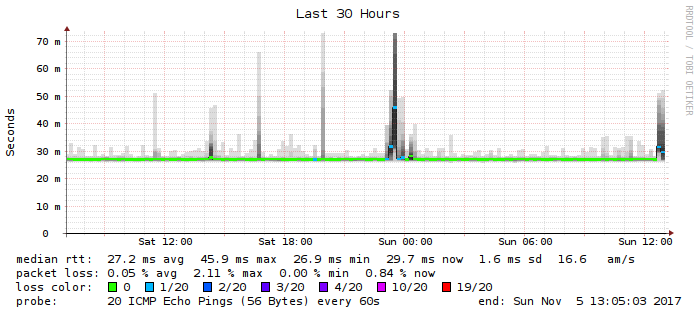 Last 30 Hours
RRDTOOL / TOBI OETIKER
Seconds
70 m
60 m
50 m
40 m
30 m
20 m
10 m
0
Sat 12:00 Sat 18:00 Sun 00:00 Sun 06:00 Sun 12:00
median rtt: 27.2 ms avg 45.9 ms max 26.9 ms min 29.7 ms now 1.6 ms sd 16.6 am/s
packet loss: 0.05 % avg 2.11 % max 0.00 % min 0.84 % now
loss color: 0 1/20 2/20 3/20 4/20 10/20 19/20
probe: 20 ICMP Echo Pings (56 Bytes) every 60s end: Sun Nov 5 13:05:03 2017